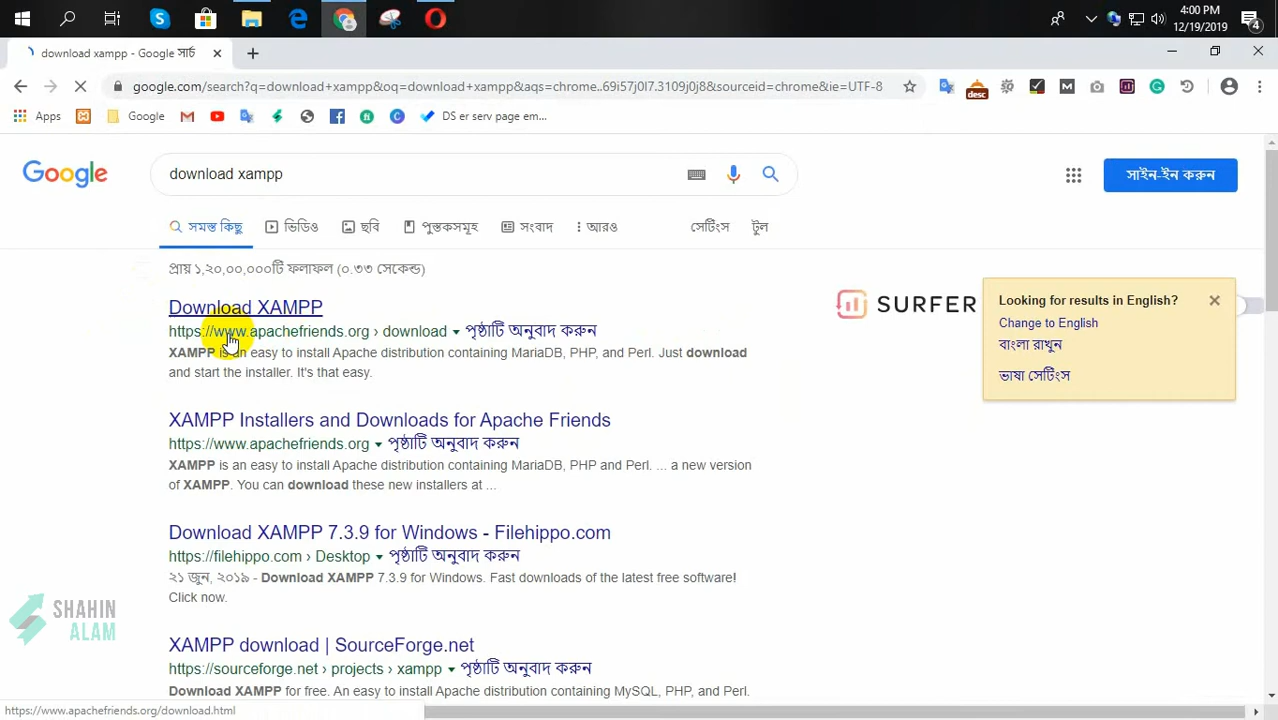 4:00 PM
12/19/2019
4
download xampp - Google সার্চ
google.com/search?q=download+xampp&oq=download+xampp&aqs=chrome..69i57j0l7.3109j0j8&sourceid=chrome&ie=UTF-8
desc
Apps
Google
DS er serv page em...
Google
download xampp
সাইন-ইন করুন
সমস্ত কিছু
ভিডিও
ছবি
পুস্তকসমূহ
সংবাদ
আরও
সেটিংস
টুল
প্রায় ১,২০,০০,০০০টি ফলাফল (০.৩৩ সেকেন্ড)
Download XAMPP
https://www.apachefriends.org › download ▾ পৃষ্ঠাটি অনুবাদ করুন
XAMPP is an easy to install Apache distribution containing MariaDB, PHP, and Perl. Just download
and start the installer. It's that easy.
SURFER
Looking for results in English?
Change to English
বাংলা রাখুন
ভাষা সেটিংস
XAMPP Installers and Downloads for Apache Friends
https://www.apachefriends.org ▾ পৃষ্ঠাটি অনুবাদ করুন
XAMPP is an easy to install Apache distribution containing MariaDB, PHP and Perl. ... a new version
of XAMPP. You can download these new installers at ...
Download XAMPP 7.3.9 for Windows - Filehippo.com
https://filehippo.com › Desktop ▾ পৃষ্ঠাটি অনুবাদ করুন
২১ জুন, ২০১৯ - Download XAMPP 7.3.9 for Windows. Fast downloads of the latest free software!
Click now.
SHAHIN
ALAM
XAMPP download | SourceForge.net
https://sourceforge.net › projects › xampp ▾ পৃষ্ঠাটি অনুবাদ করুন
Download XAMPP for free. An easy to install Apache distribution containing MySQL, PHP, and Perl.
https://www.apachefriends.org/download.html